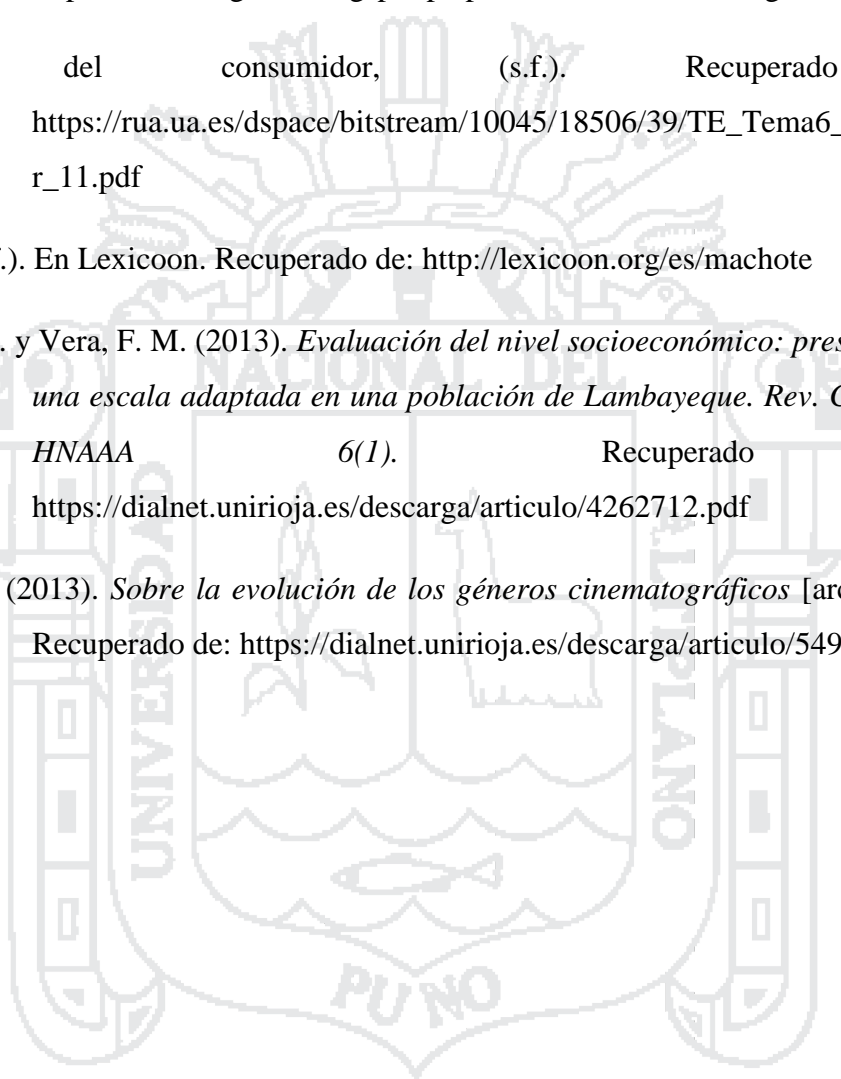 del consumidor, (s.f.). Recuperado
https://rua.ua.es/dspace/bitstream/10045/18506/39/TE_Tema6_
r_11.pdf
.). En Lexicoon. Recuperado de: http://lexicoon.org/es/machote
. y Vera, F. M. (2013). Evaluación del nivel socioeconómico: pres
una escala adaptada en una población de Lambayeque. Rev. C
HNAAA 6(1). Recuperado
https://dialnet.unirioja.es/descarga/articulo/4262712.pdf
(2013). Sobre la evolución de los géneros cinematográficos [arc
Recuperado de: https://dialnet.unirioja.es/descarga/articulo/549
UNIVERSIDAD NACIONAL DEL ALTIPLANO
PUNO